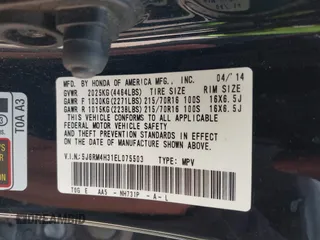 MFD. BY HONDA OF AMERICA MFG., INC. 04/14
GVWR 2025KG(4464LBS) TIRE SIZE RIM SIZE
GAWR F 1030KG(2271LBS) 215/70R16 100S 16X6.5J
GAWR R 1015KG(2238LBS) 215/70R16 100S 16X6.5J
THIS VEHICLE CONFORMS TO ALL APPLICABLE
FEDERAL MOTOR VEHICLE SAFETY
AND THEFT PREVENTION STANDARDS IN EFFECT
ON THE DATE OF MANUFACTURE SHOWN ABOVE.
V.I.N: 5J6RM4H31EL075503 TYPE: MPV
NH731P - A - L
TOA A3